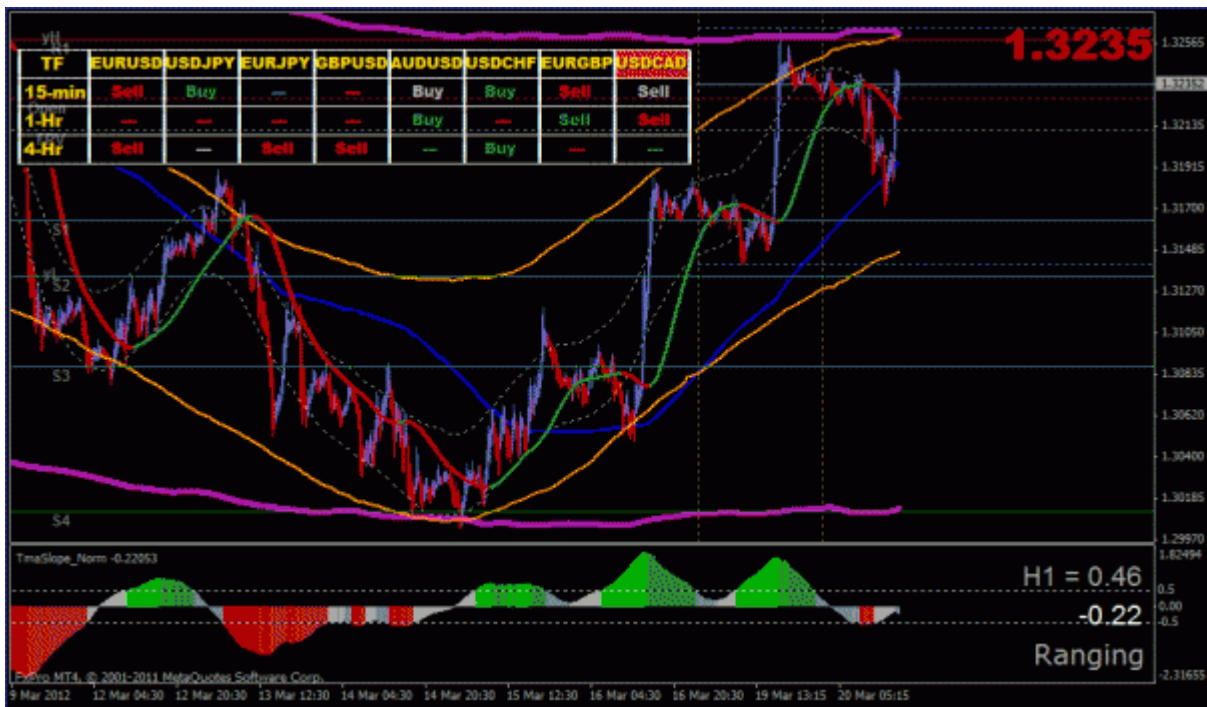 yH
R1
1.3235
TF EURUSD USDJPY EURJPY GBPUSD AUDUSD USDCHF EURGBP USDCAD
15-min Sell Buy --- --- Buy Buy Sell Sell
Open
1-Hr --- --- --- --- Buy --- Sell Sell
4-Hr Sell --- Sell Sell --- Buy --- ---
S1
yL
S2
S3
S4
1.32565
1.32352
1.32135
1.31915
1.31700
1.31485
1.31270
1.31050
1.30835
1.30620
1.30400
1.30185
1.29970
TmaSlope_Norm -0.22053
H1 = 0.46
-0.22
Ranging
1.82494
0.5
0.00
-0.5
-2.31655
FxPro MT4, © 2001-2011 MetaQuotes Software Corp.
9 Mar 2012 12 Mar 04:30 12 Mar 20:30 13 Mar 12:30 14 Mar 04:30 14 Mar 20:30 15 Mar 12:30 16 Mar 04:30 16 Mar 20:30 19 Mar 13:15 20 Mar 05:15